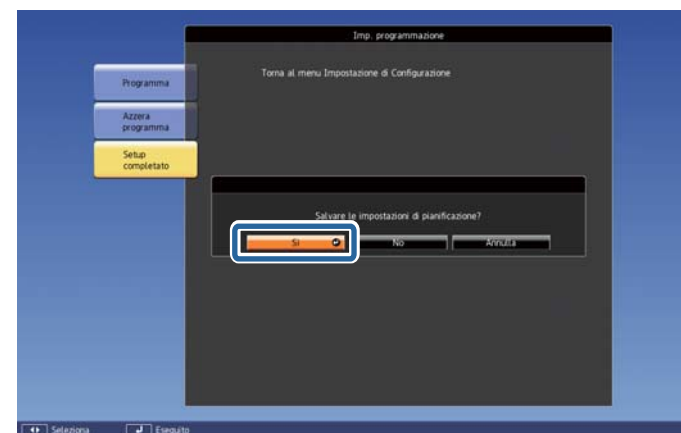 Imp. programmazione
Torna al menu Impostazione di Configurazione
Programma
Azzera
programma
Setup
completato
Salvare le impostazioni di pianificazione?
Sì
No
Annulla
Seleziona
Eseguito